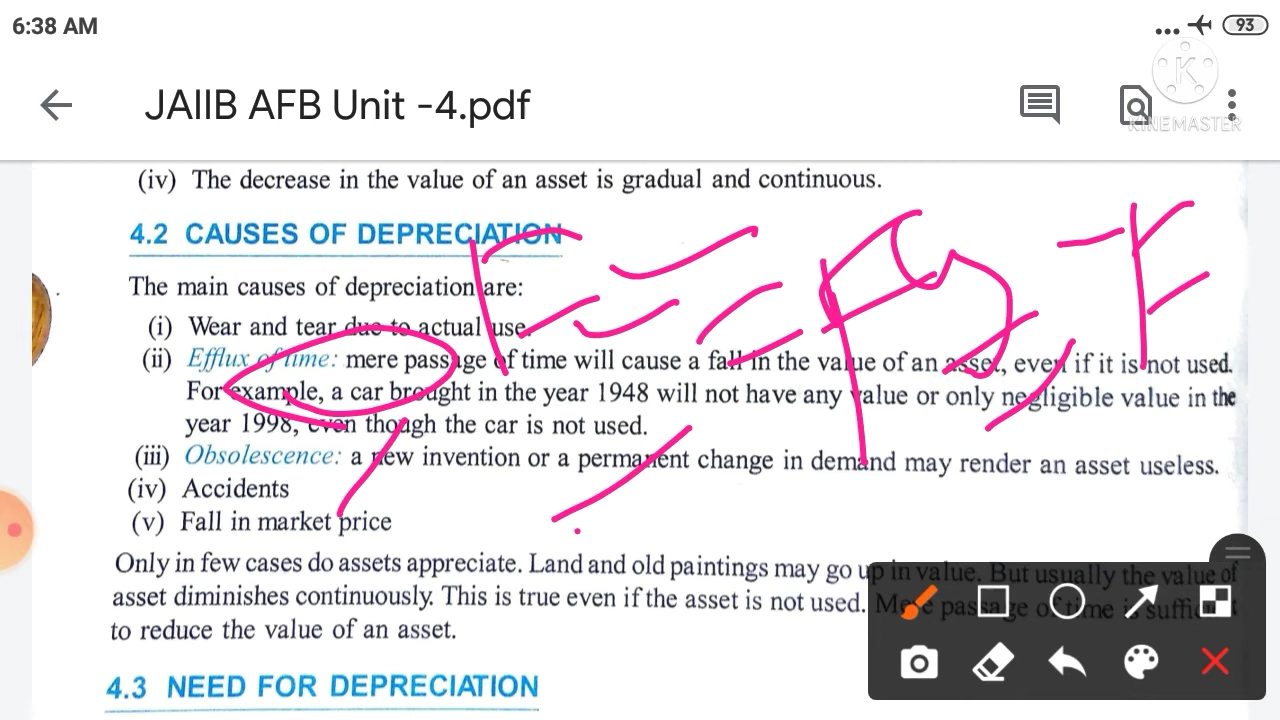 6:38 AM
93
JAIIB AFB Unit -4.pdf
KINEMASTER
(iv) The decrease in the value of an asset is gradual and continuous.
4.2 CAUSES OF DEPRECIATION
The main causes of depreciation are:
(i) Wear and tear due to actual use.
(ii) Efflux of time: mere passage of time will cause a fall in the value of an asset, even if it is not used.
For example, a car brought in the year 1948 will not have any value or only negligible value in the
year 1998, even though the car is not used.
(iii) Obsolescence: a new invention or a permanent change in demand may render an asset useless.
(iv) Accidents
(v) Fall in market price
Only in few cases do assets appreciate. Land and old paintings may go up in value. But usually the value of
asset diminishes continuously. This is true even if the asset is not used. Mere passage of time is sufficient
to reduce the value of an asset.
4.3 NEED FOR DEPRECIATION